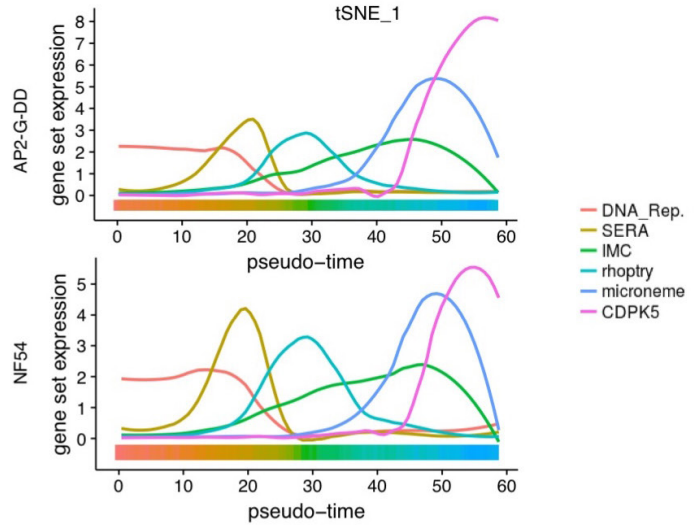 tSNE_1
AP2-G-DD
gene set expression
8
7
6
5
4
3
2
1
0
0 10 20 30 40 50 60
pseudo-time
DNA_Rep.
SERA
IMC
rhoptry
microneme
CDPK5
NF54
gene set expression
5
4
3
2
1
0
0 10 20 30 40 50 60
pseudo-time